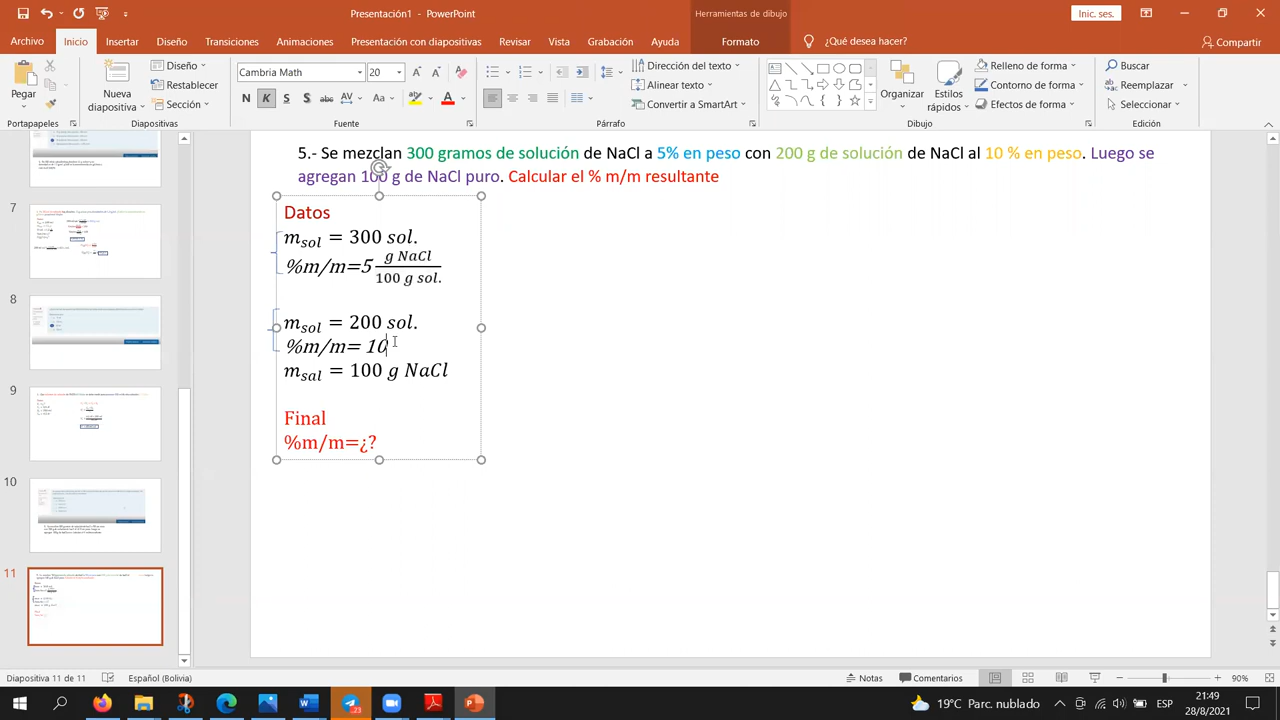 Herramientas de dibujo
Inic. ses.
Archivo Inicio Insertar Diseño Transiciones Animaciones Presentación con diapositivas Revisar Vista Grabación Ayuda Formato ¿Qué desea hacer? Compartir
Pegar
Nueva diapositiva
Diseño
Restablecer
Sección
Cambria Math 20
N K S S abc AV Aa A
Dirección del texto
Alinear texto
Convertir a SmartArt
Organizar
Estilos rápidos
Relleno de forma
Contorno de forma
Efectos de forma
Buscar
Reemplazar
Seleccionar
Portapapeles Diapositivas Fuente Párrafo Dibujo Edición
7
8
9
10
11
5.- Se mezclan 300 gramos de solución de NaCl a 5% en peso con 200 g de solución de NaCl al 10 % en peso. Luego se
agregan 100 g de NaCl puro. Calcular el % m/m resultante
Datos
m_sol = 300 sol.
%m/m=5 g NaCl / 100 g sol.
m_sol = 200 sol.
%m/m= 10
m_sal = 100 g NaCl
Final
%m/m=¿?
Diapositiva 11 de 11 Español (Bolivia) Notas Comentarios 90%
23
19°C Parc. nublado ESP
21:49
28/8/2021